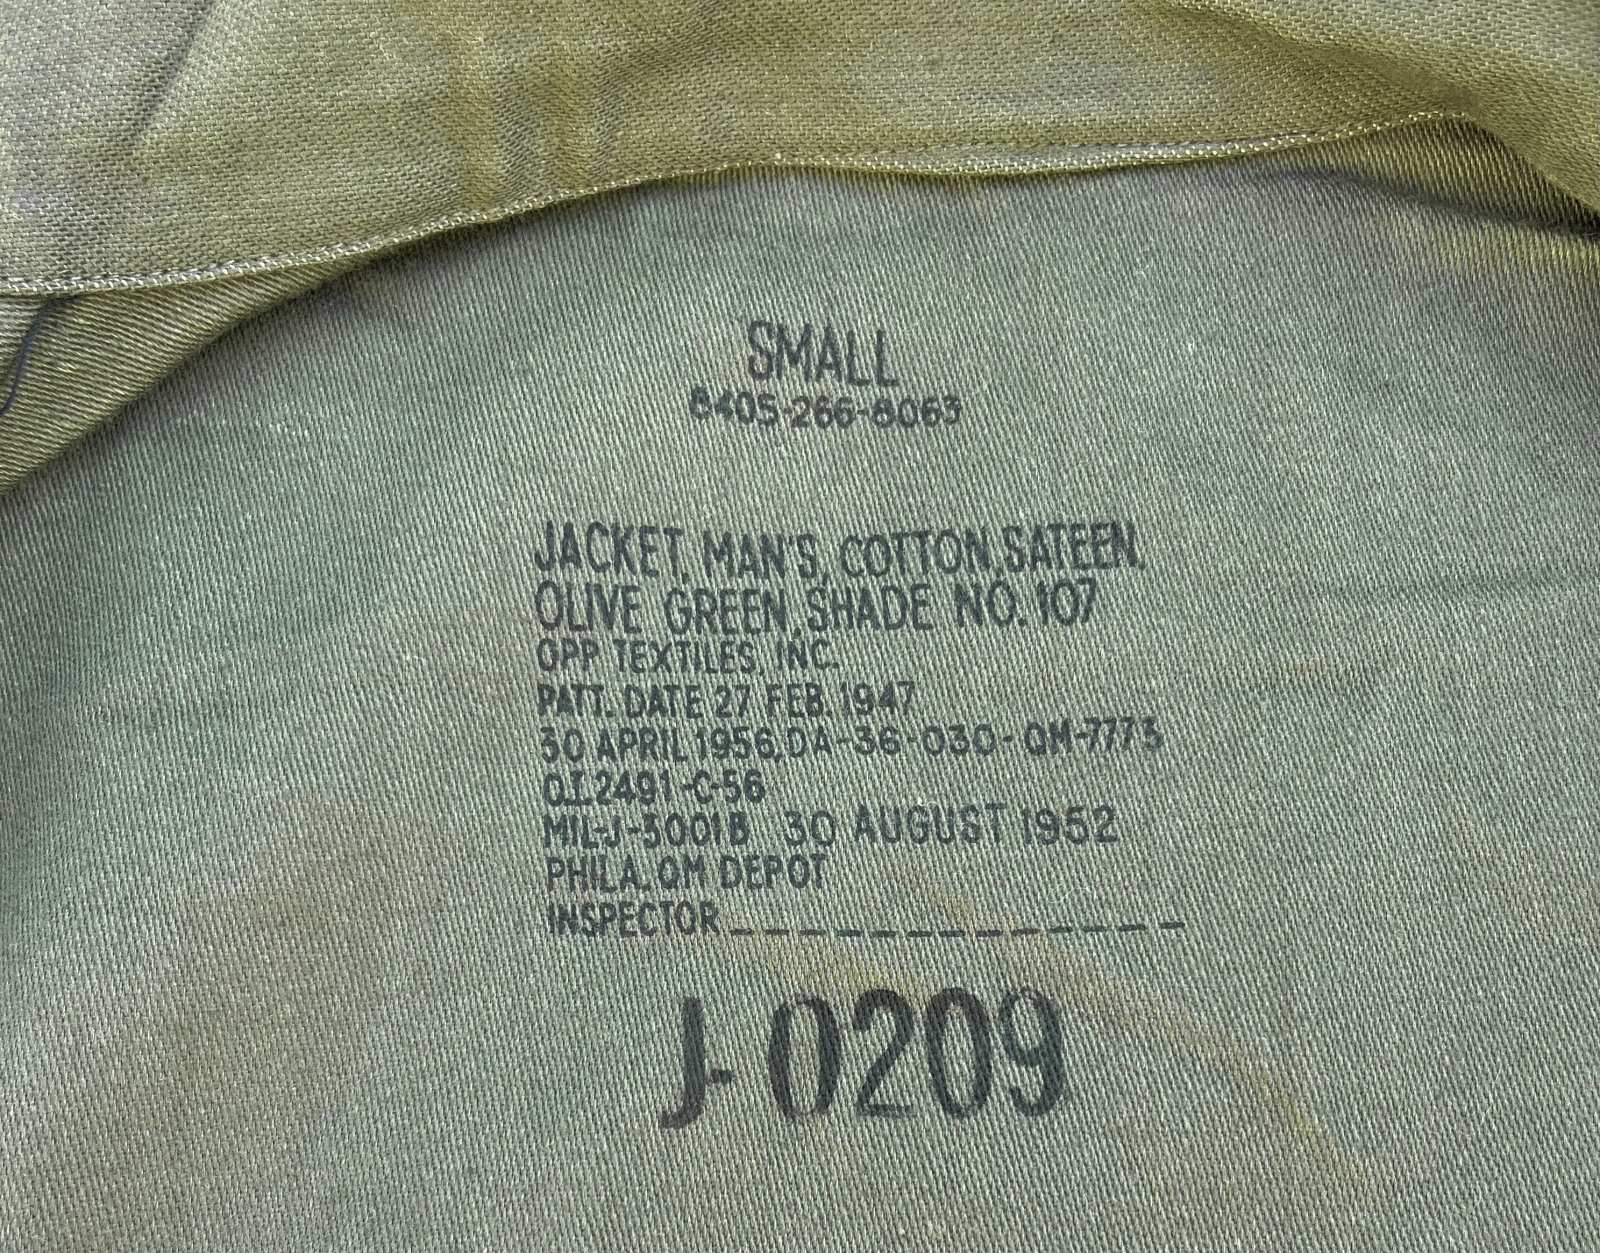 SMALL
8405-266-8063
JACKET, MAN'S, COTTON, SATEEN,
OLIVE GREEN, SHADE NO. 107
OPP TEXTILES, INC.
PATT. DATE 27 FEB. 1947
30 APRIL 1956, DA-36-030-QM-7773
O.I. 2491-C-56
MIL-J-3001B 30 AUGUST 1952
PHILA. QM DEPOT
INSPECTOR _ _ _ _ _ _ _ _ _ _ _ _ _
J-0209